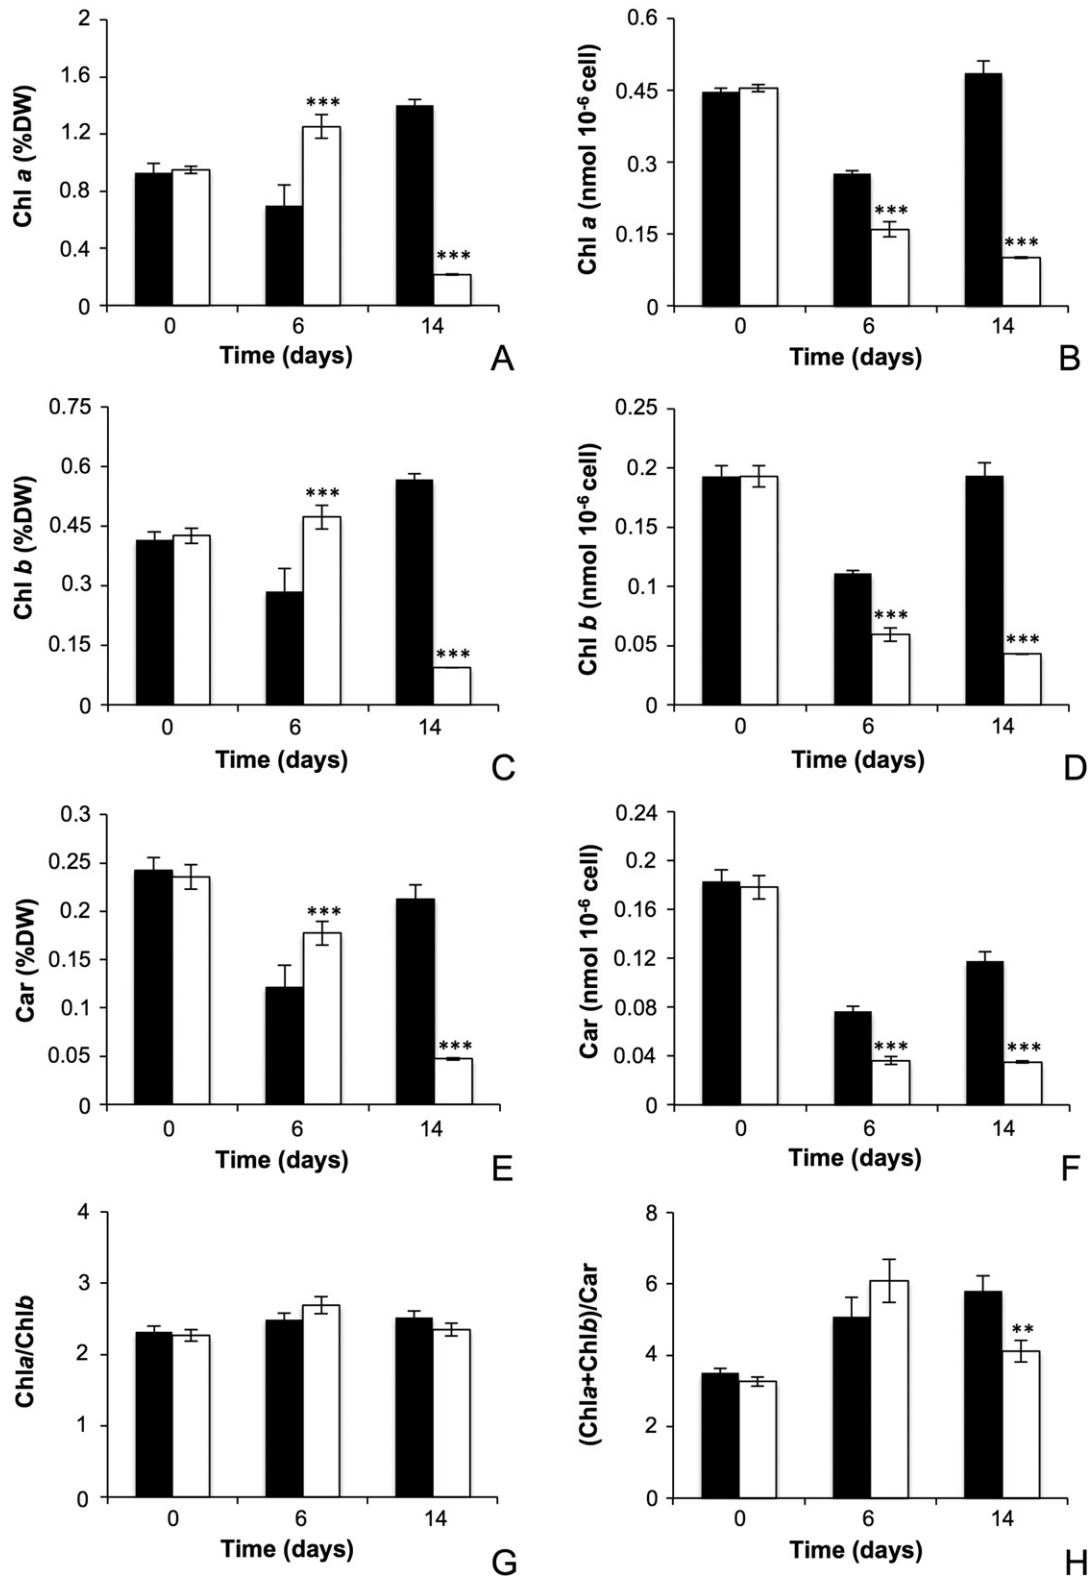 Chl a (%DW)
2
1.6
1.2
0.8
0.4
0
***
***
0 6 14
Time (days)
A
Chl a (nmol 10-6 cell)
0.6
0.45
0.3
0.15
0
***
***
0 6 14
Time (days)
B
Chl b (%DW)
0.75
0.6
0.45
0.3
0.15
0
***
***
0 6 14
Time (days)
C
Chl b (nmol 10-6 cell)
0.25
0.2
0.15
0.1
0.05
0
***
***
0 6 14
Time (days)
D
Car (%DW)
0.3
0.25
0.2
0.15
0.1
0.05
0
***
***
0 6 14
Time (days)
E
Car (nmol 10-6 cell)
0.24
0.2
0.16
0.12
0.08
0.04
0
***
***
0 6 14
Time (days)
F
Chla/Chlb
4
3
2
1
0
0 6 14
Time (days)
G
(Chla+Chlb)/Car
8
6
4
2
0
**
0 6 14
Time (days)
H